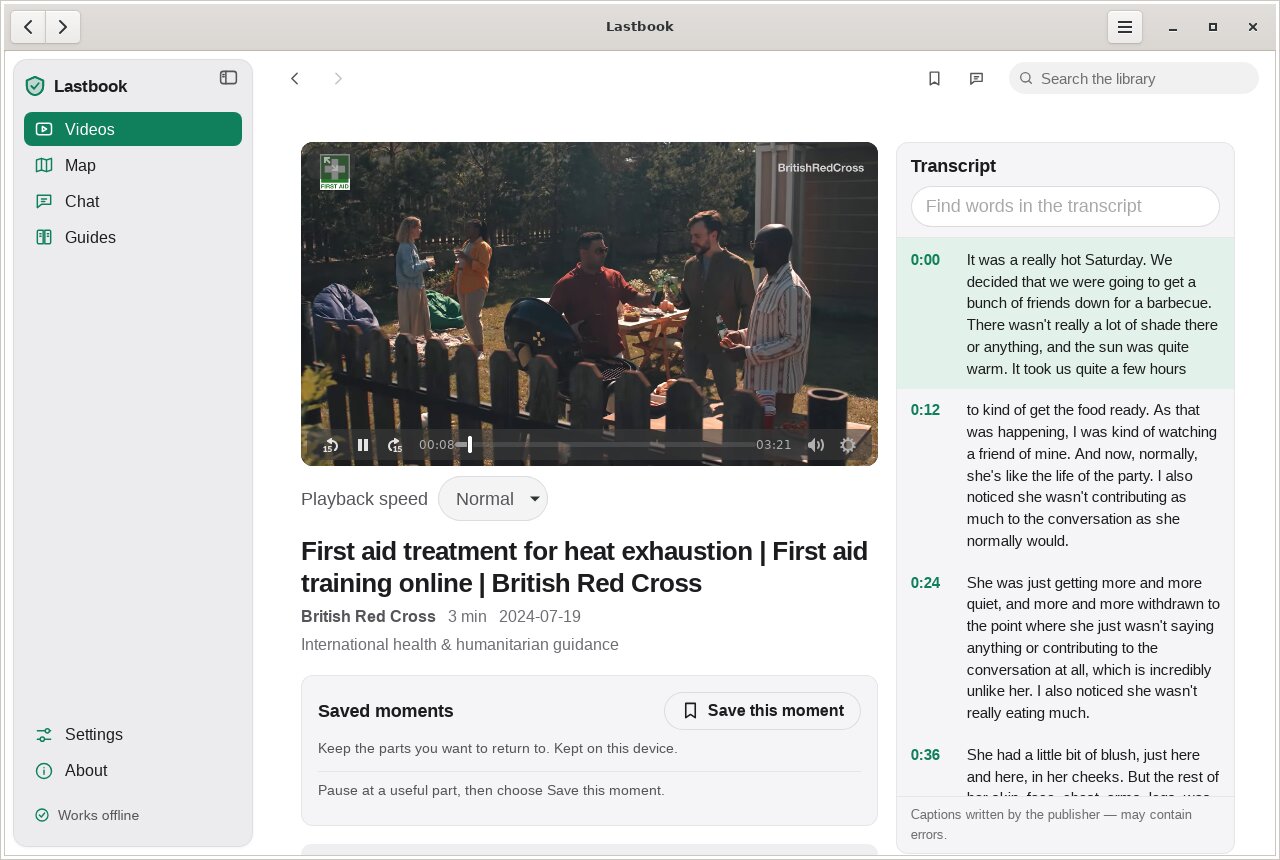 Lastbook
Lastbook
Videos
Map
Chat
Guides
Settings
About
Works offline
Search the library
FIRST AID
BritishRedCross
15
15
00:08
03:21
Playback speed
Normal
First aid treatment for heat exhaustion | First aid
training online | British Red Cross
British Red Cross 3 min 2024-07-19
International health & humanitarian guidance
Saved moments
Save this moment
Keep the parts you want to return to. Kept on this device.
Pause at a useful part, then choose Save this moment.
Transcript
Find words in the transcript
0:00 It was a really hot Saturday. We
decided that we were going to get a
bunch of friends down for a barbecue.
There wasn't really a lot of shade there
or anything, and the sun was quite
warm. It took us quite a few hours
0:12 to kind of get the food ready. As that
was happening, I was kind of watching
a friend of mine. And now, normally,
she's like the life of the party. I also
noticed she wasn't contributing as
much to the conversation as she
normally would.
0:24 She was just getting more and more
quiet, and more and more withdrawn to
the point where she just wasn't saying
anything or contributing to the
conversation at all, which is incredibly
unlike her. I also noticed she wasn't
really eating much.
0:36 She had a little bit of blush, just here
and here, in her cheeks. But the rest of
her skin, face, chest, arms, legs, was
Captions written by the publisher — may contain
errors.